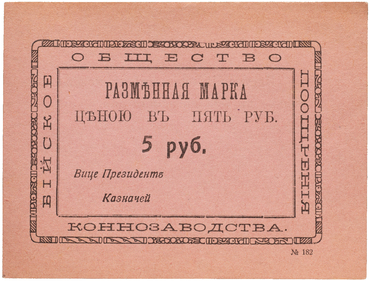 БІЙСКОЕ
ОБЩЕСТВО
ПООЩРЕНІЯ
КОННОЗАВОДСТВА.
РАЗМѢННАЯ МАРКА
ЦѢНОЮ ВЪ ПЯТЬ РУБ.
5 руб.
Вице Президентъ
Казначей
№ 182